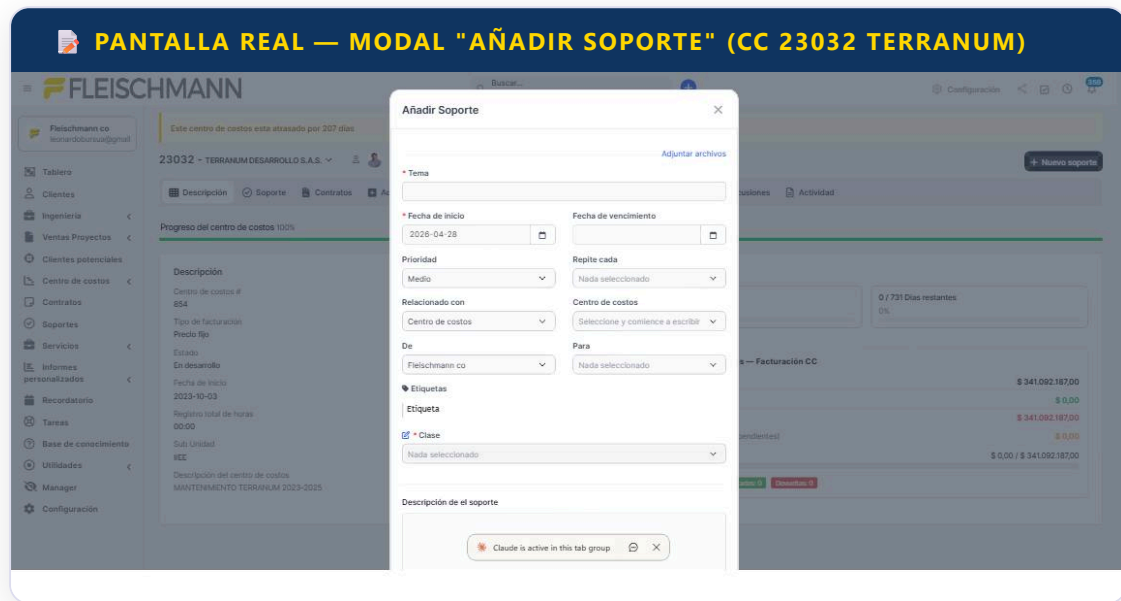 PANTALLA REAL — MODAL "AÑADIR SOPORTE" (CC 23032 TERRANUM)
FLEISCHMANN
Buscar...
Configuración
Fleischmann co
Este centro de costos esta atrasado por 207 días
23032 - TERRANUM DESARROLLO S.A.S.
+ Nuevo soporte
Tablero
Clientes
Ingeniería
Ventas Proyectos
Clientes potenciales
Centro de costos
Contratos
Soportes
Servicios
Informes personalizados
Recordatorio
Tareas
Base de conocimiento
Utilidades
Manager
Configuración
Descripción
Soporte
Contratos
Actividad
Progreso del centro de costos 100%
Descripción
Centro de costos #
854
Tipo de facturación
Precio fijo
Estado
En desarrollo
Fecha de inicio
2023-10-03
Registro total de horas
00:00
Sub Unidad
IIEE
Descripción del centro de costos
MANTENIMIENTO TERRANUM 2023-2025
Añadir Soporte
Adjuntar archivos
* Tema
* Fecha de inicio
2026-04-28
Fecha de vencimiento
Prioridad
Medio
Repite cada
Nada seleccionado
Relacionado con
Centro de costos
Centro de costos
Seleccione y comience a escribir
De
Fleischmann co
Para
Nada seleccionado
Etiquetas
Etiqueta
* Clase
Nada seleccionado
Descripción de el soporte
Claude is active in this tab group
0 / 731 Días restantes
0%
— Facturación CC
$ 341.092.187,00
$ 0,00
$ 341.092.187,00
$ 0,00
$ 0,00 / $ 341.092.187,00